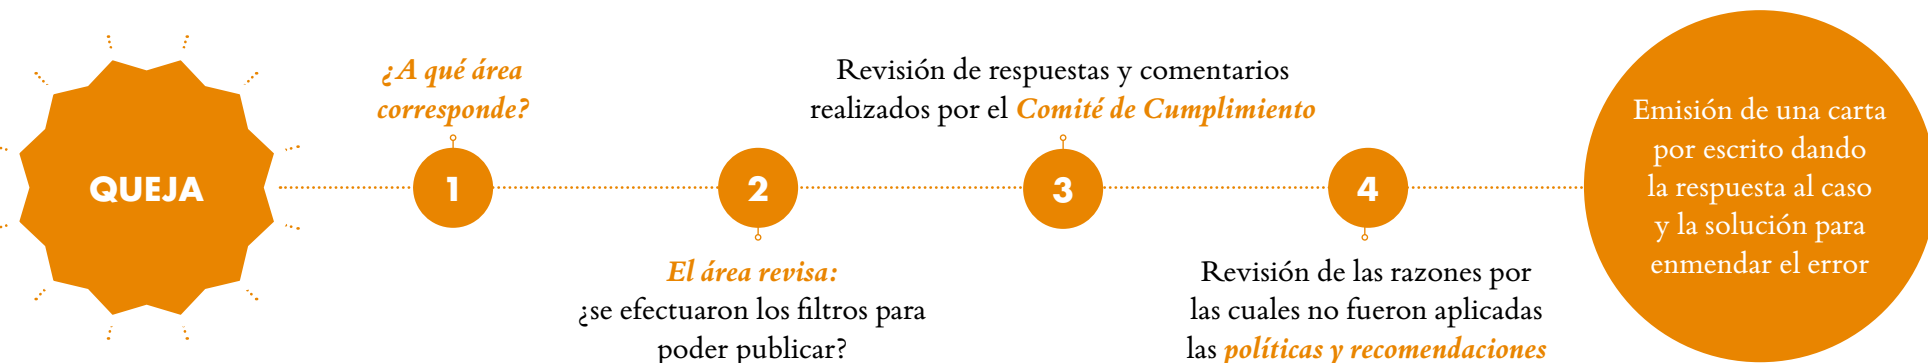 QUEJA
¿A qué área
corresponde?
1
2
El área revisa:
¿se efectuaron los filtros para
poder publicar?
Revisión de respuestas y comentarios
realizados por el Comité de Cumplimiento
3
4
Revisión de las razones por
las cuales no fueron aplicadas
las políticas y recomendaciones
Emisión de una carta
por escrito dando
la respuesta al caso
y la solución para
enmendar el error